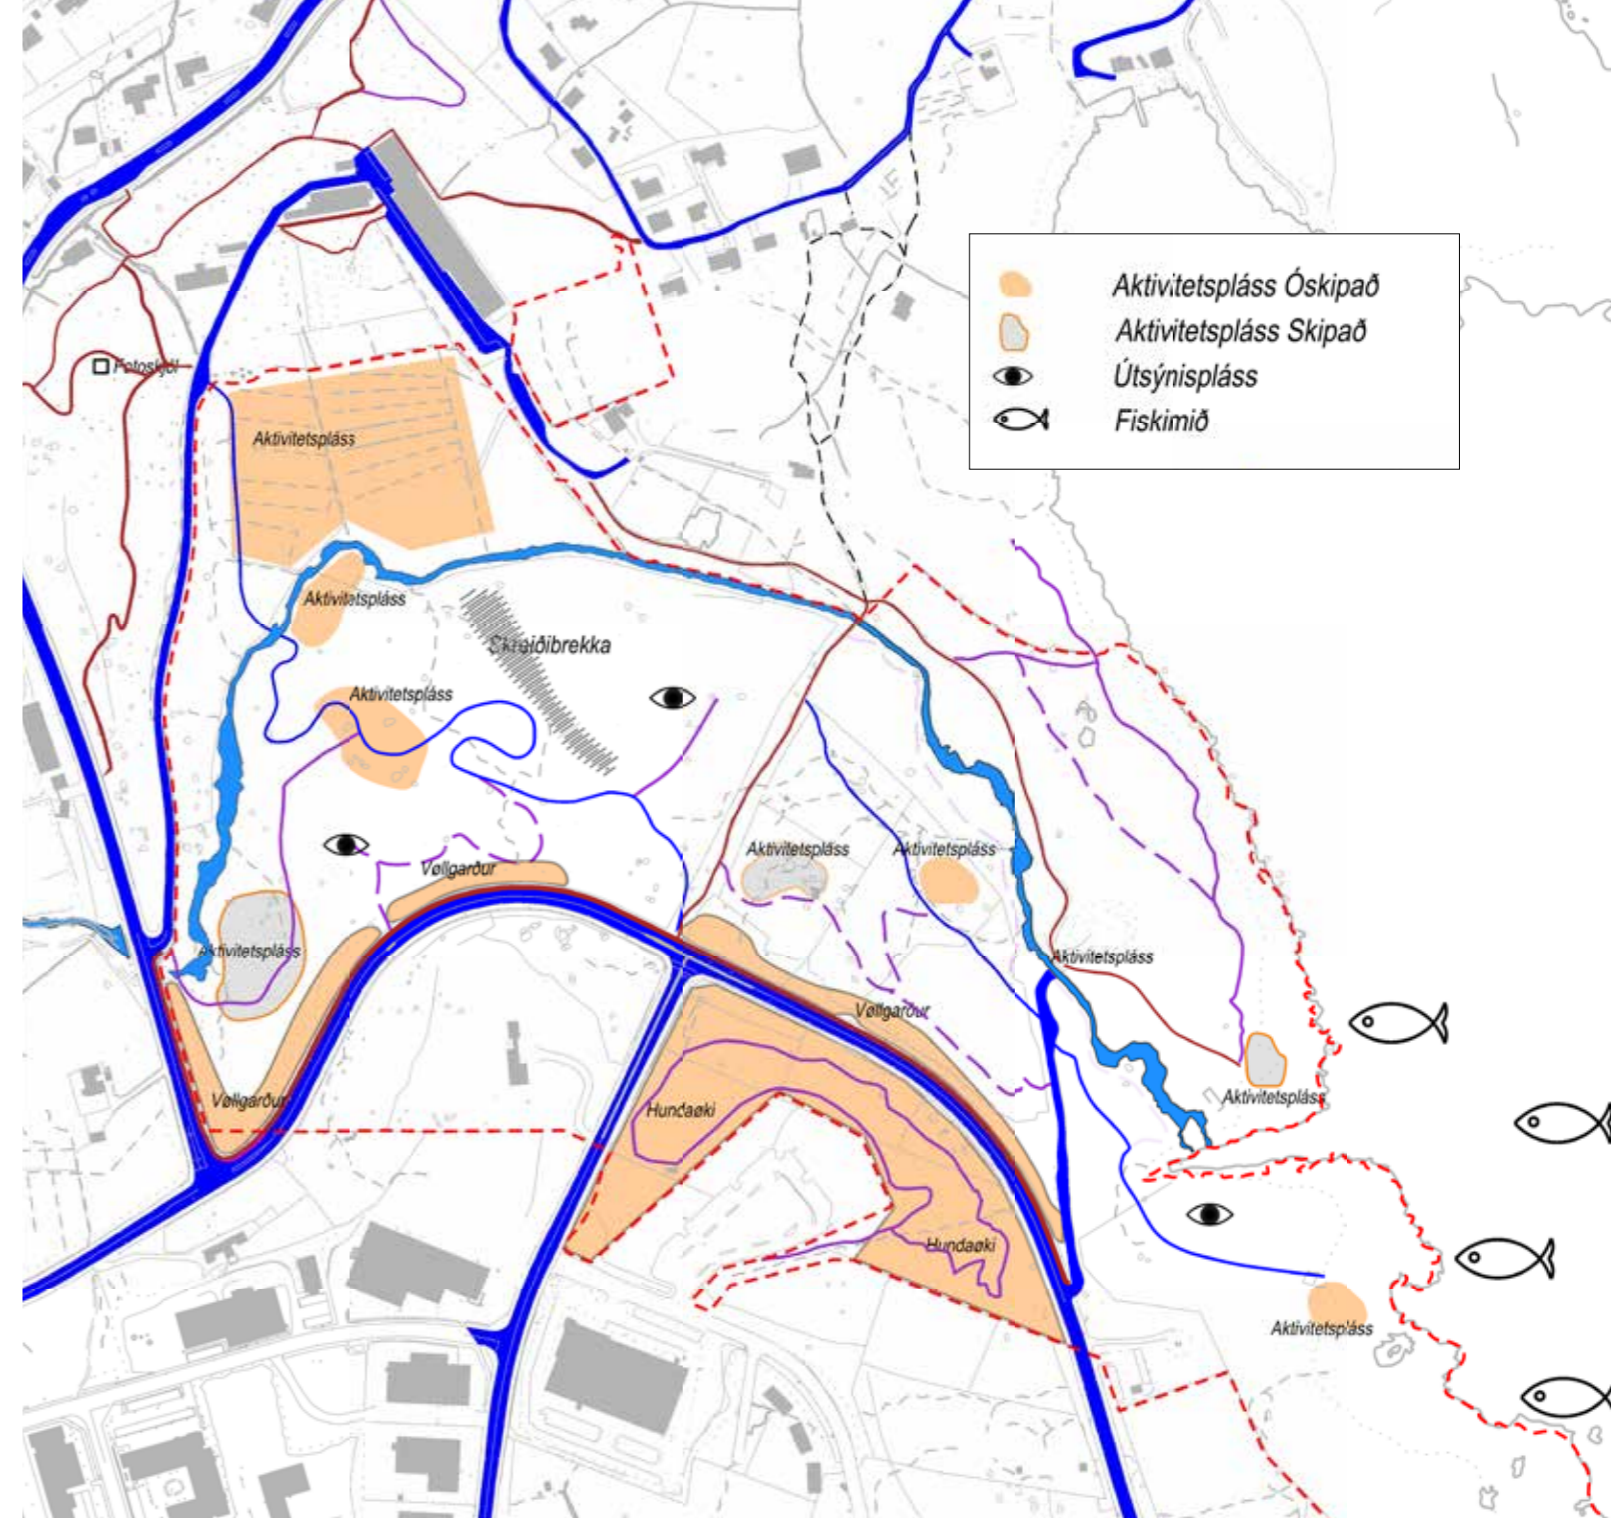 Aktivitetspláss Óskipað
Aktivitetspláss Skipað
Útsýnispláss
Fiskimið
Fotoskjól
Aktivitetspláss
Aktivitetspláss
Skreiðibrekka
Aktivitetspláss
Aktivitetspláss
Aktivitetspláss
Vøllgarður
Aktivitetspláss
Aktivitetspláss
Vøllgarður
Vøllgarður
Hundaøki
Aktivitetspláss
Hundaøki
Aktivitetspláss